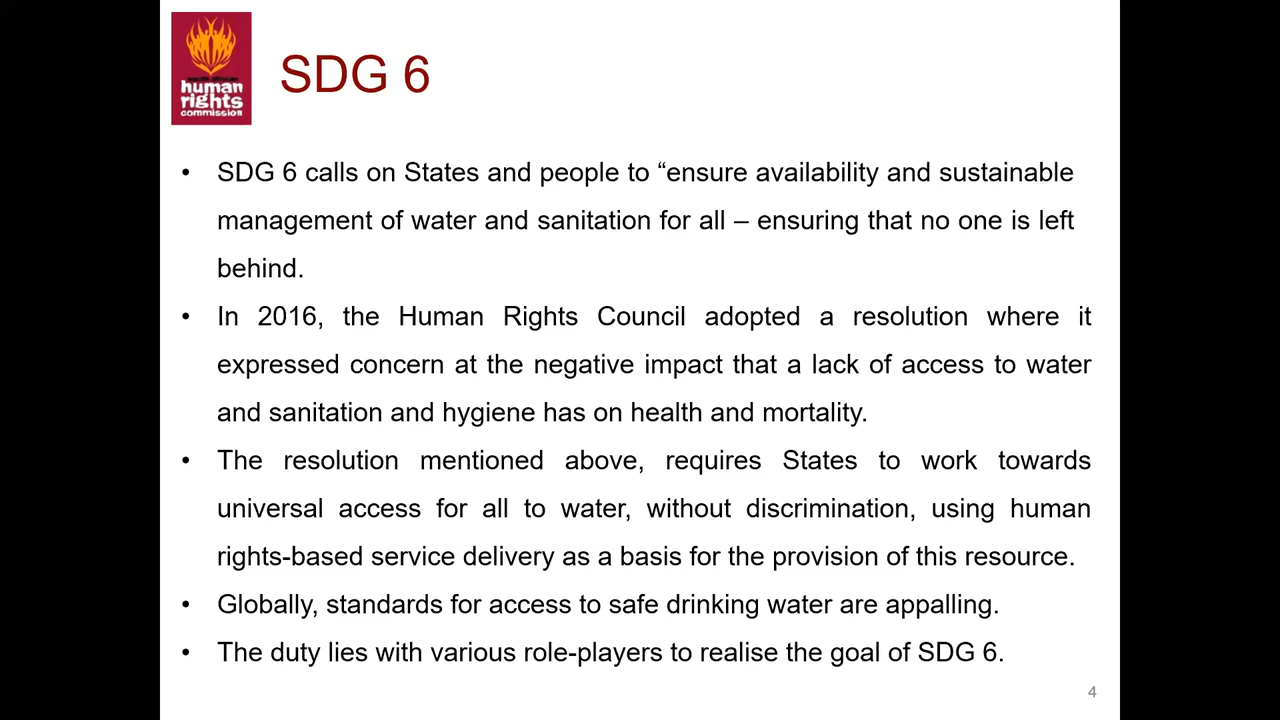 south african
human
rights
commission
SDG 6
• SDG 6 calls on States and people to “ensure availability and sustainable
management of water and sanitation for all – ensuring that no one is left
behind.
• In 2016, the Human Rights Council adopted a resolution where it
expressed concern at the negative impact that a lack of access to water
and sanitation and hygiene has on health and mortality.
• The resolution mentioned above, requires States to work towards
universal access for all to water, without discrimination, using human
rights-based service delivery as a basis for the provision of this resource.
• Globally, standards for access to safe drinking water are appalling.
• The duty lies with various role-players to realise the goal of SDG 6.
4